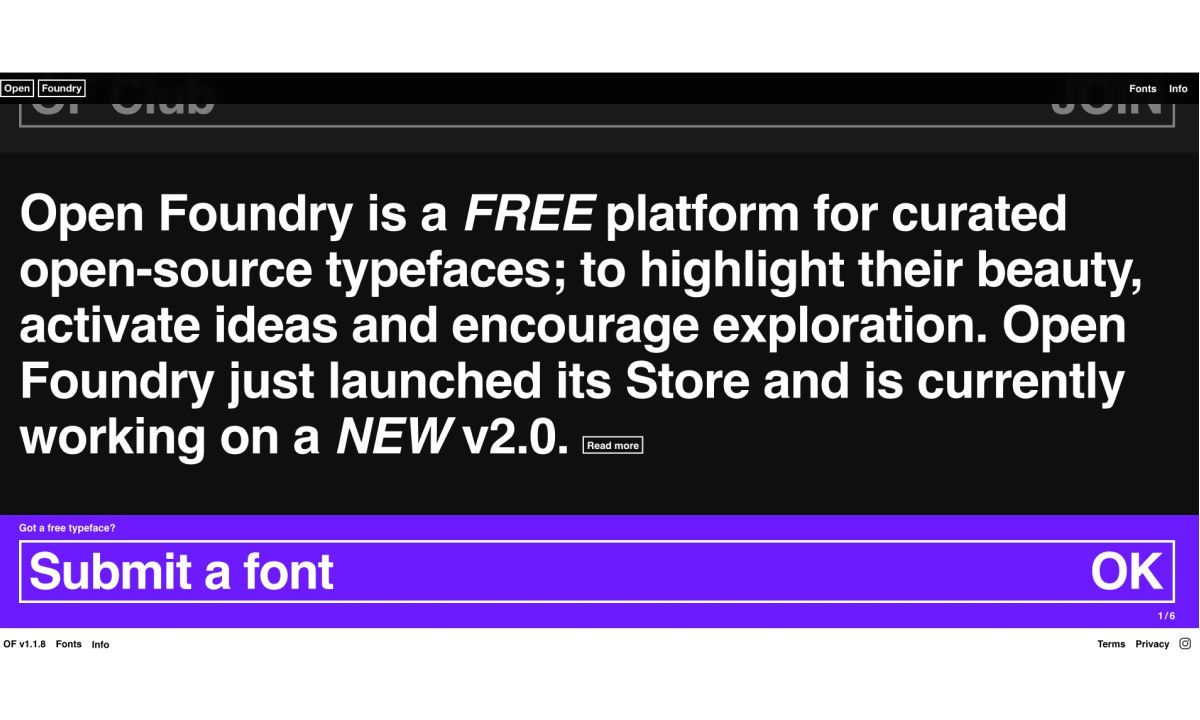 Open Foundry
Fonts Info
OF Club
JOIN
Open Foundry is a FREE platform for curated
open-source typefaces; to highlight their beauty,
activate ideas and encourage exploration. Open
Foundry just launched its Store and is currently
working on a NEW v2.0. Read more
Got a free typeface?
Submit a font
OK
1/6
OF v1.1.8 Fonts Info
Terms Privacy